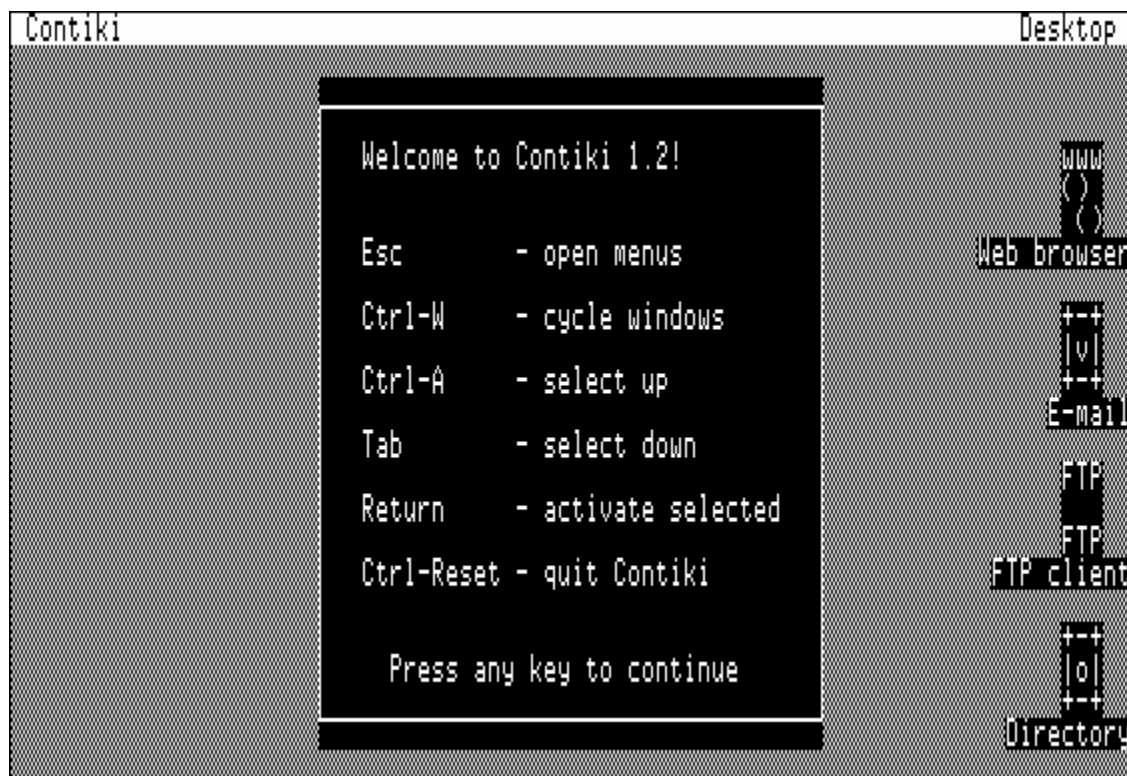 Contiki Desktop
Welcome to Contiki 1.2!
Esc - open menus
Ctrl-W - cycle windows
Ctrl-A - select up
Tab - select down
Return - activate selected
Ctrl-Reset - quit Contiki
Press any key to continue
www
()
()
Web browser
+-+
|v|
+-+
E-mail
FTP
FTP
FTP client
+-+
|o|
+-+
Directory